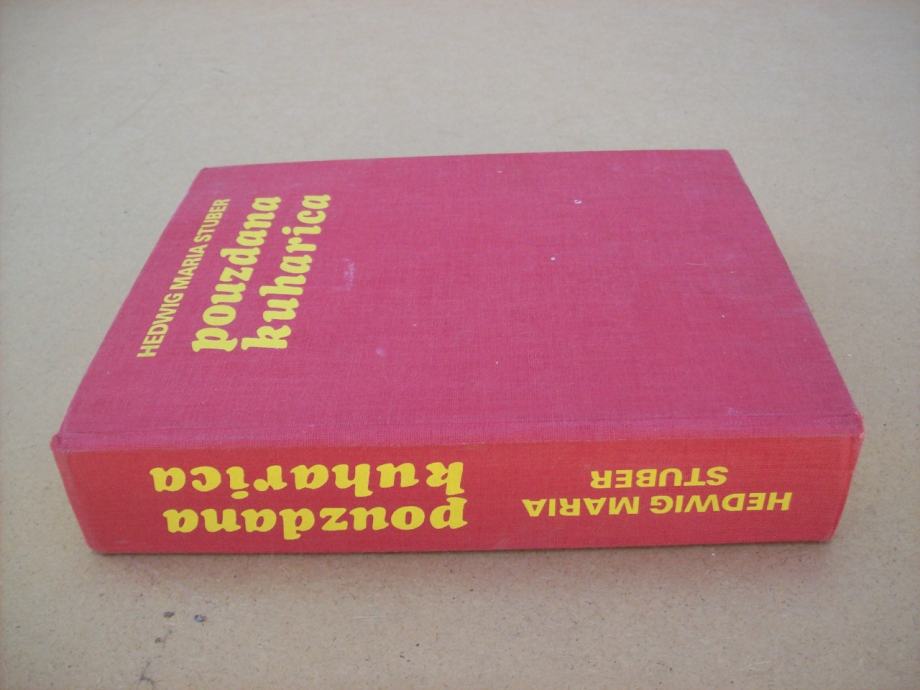 HEDWIG MARIA STUBER
pouzdana
kuharica
HEDWIG MARIA
STUBER
pouzdana
kuharica